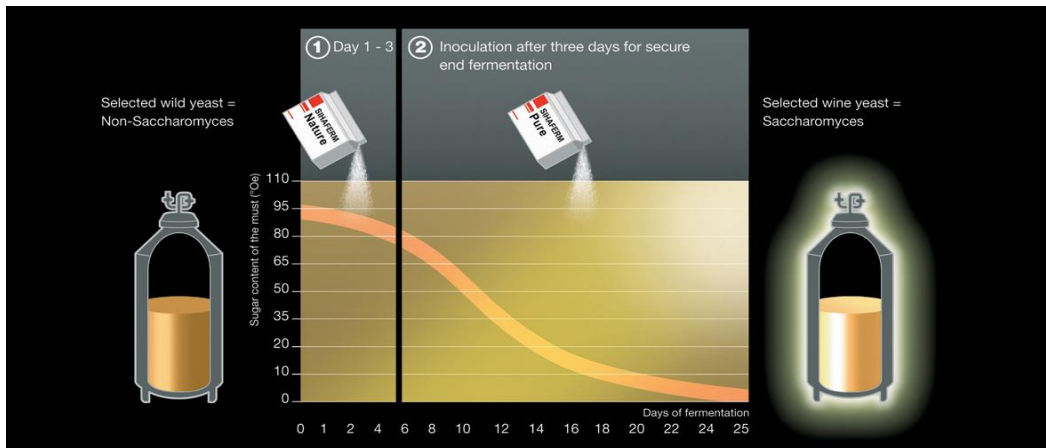 1 Day 1 - 3
2 Inoculation after three days for secure
end fermentation
Selected wild yeast =
Non-Saccharomyces
SIHAFERM
Nature
SIHAFERM
Pure
Selected wine yeast =
Saccharomyces
Sugar content of the must (°Oe)
110
95
80
65
50
35
20
10
0
Days of fermentation
0 1 2 4 6 8 10 12 14 16 18 20 22 24 25